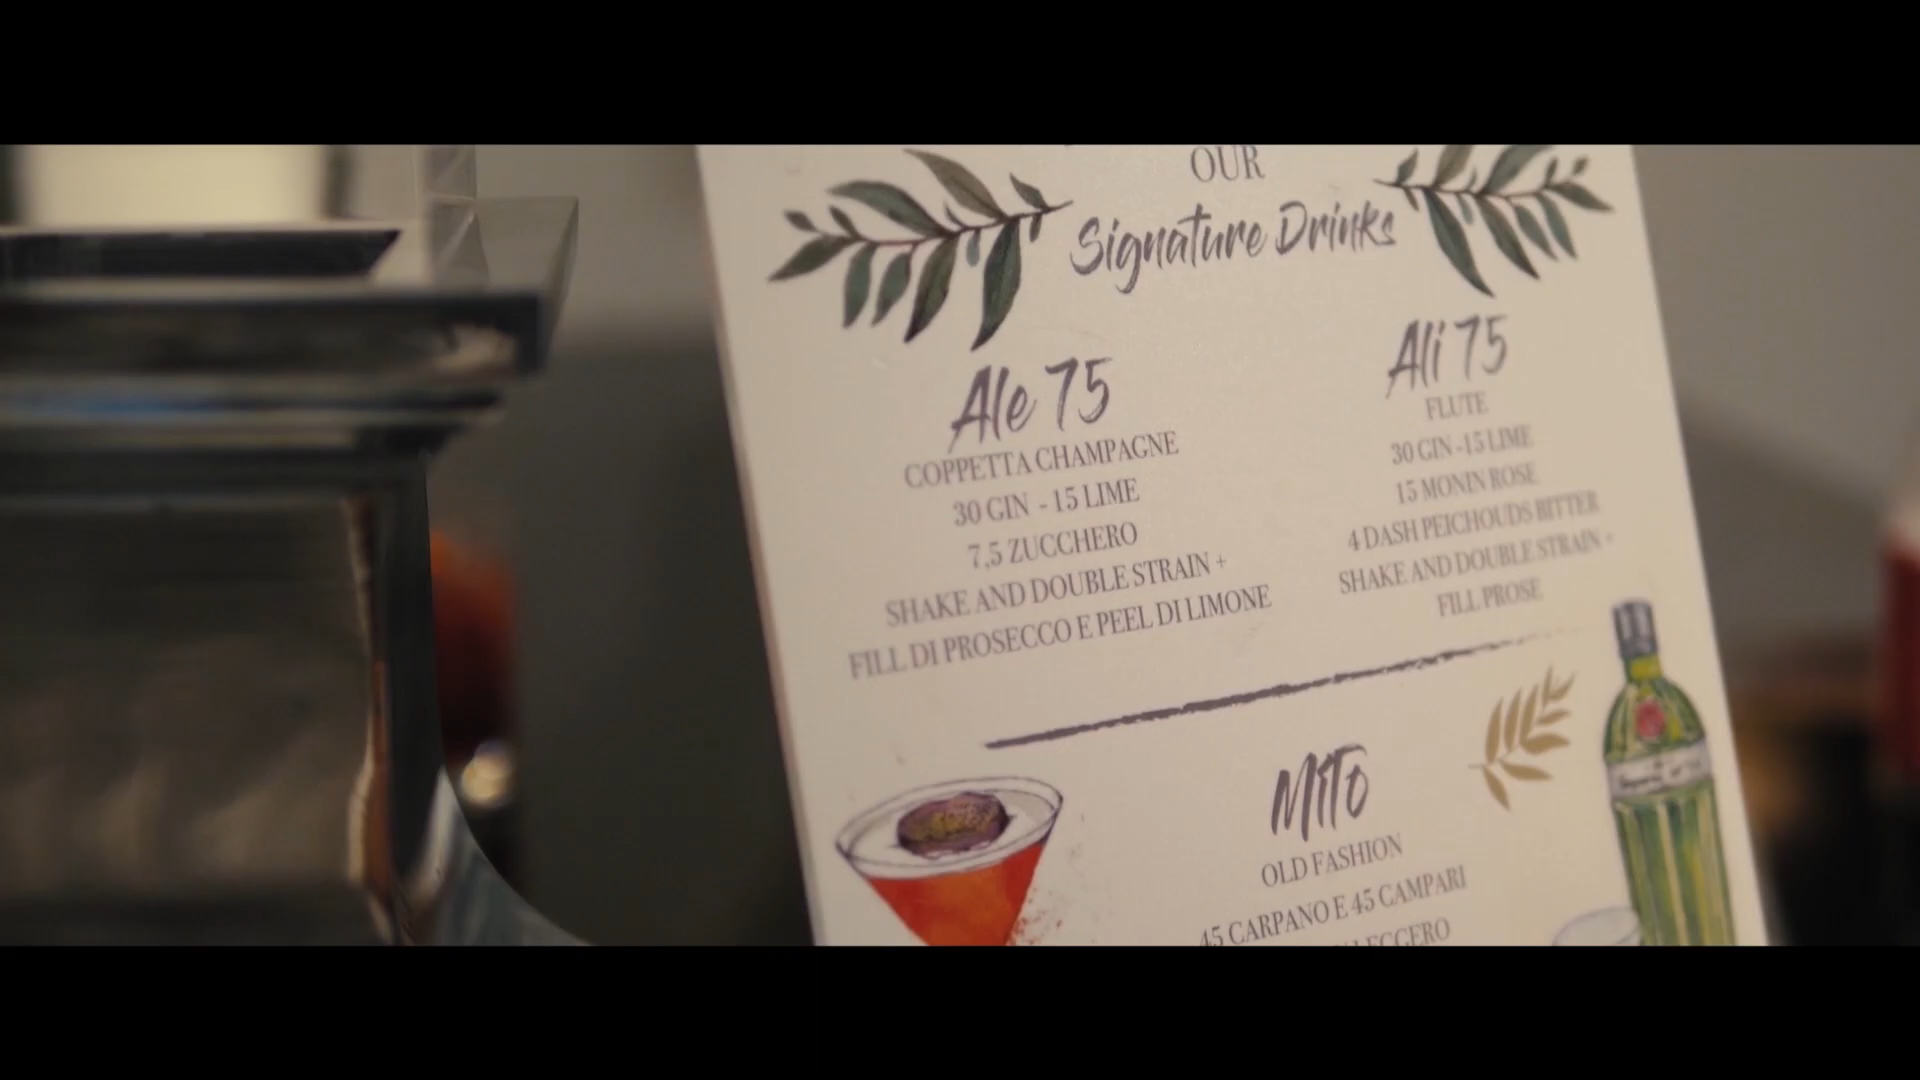 OUR
Signature Drinks
Ale 75
COPPETTA CHAMPAGNE
30 GIN - 15 LIME
7,5 ZUCCHERO
SHAKE AND DOUBLE STRAIN +
FILL DI PROSECCO E PEEL DI LIMONE
Ali 75
FLUTE
30 GIN - 15 LIME
15 MONIN ROSE
4 DASH PEICHOUDS BITTER
SHAKE AND DOUBLE STRAIN +
FILL PROSE
MiTo
OLD FASHION
45 CARPANO E 45 CAMPARI